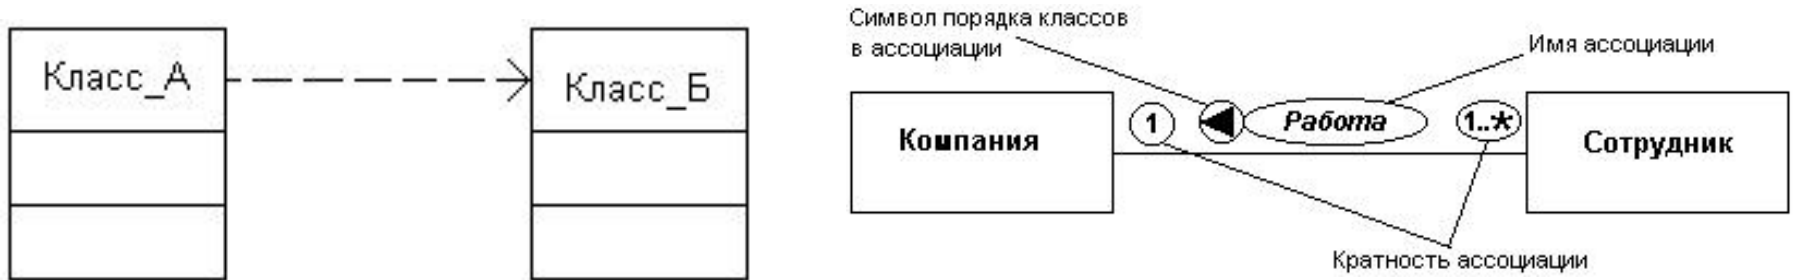 Класс_А
Класс_Б
Символ порядка классов
в ассоциации
Имя ассоциации
Компания
1
Работа
1..*
Сотрудник
Кратность ассоциации